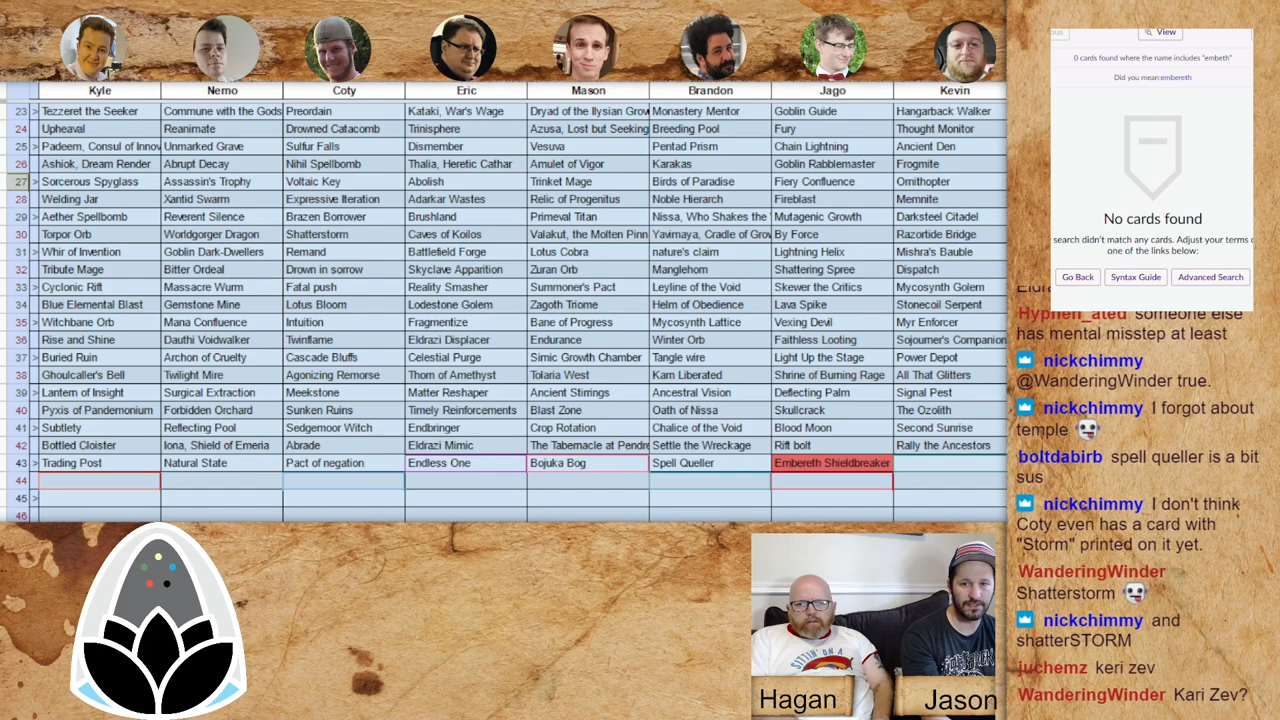 Kyle Nemo Coty Eric Mason Brandon Jago Kevin
23 > Tezzeret the Seeker Commune with the Gods Preordain Kataki, War's Wage Dryad of the Ilysian Grov Monastery Mentor Goblin Guide Hangarback Walker
24 Upheaval Reanimate Drowned Catacomb Trinisphere Azusa, Lost but Seeking Breeding Pool Fury Thought Monitor
25 > Padeem, Consul of Innov Unmarked Grave Sulfur Falls Dismember Vesuva Pentad Prism Chain Lightning Ancient Den
26 Ashiok, Dream Render Abrupt Decay Nihil Spellbomb Thalia, Heretic Cathar Amulet of Vigor Karakas Goblin Rabblemaster Frogmite
27 > Sorcerous Spyglass Assassin's Trophy Voltaic Key Abolish Trinket Mage Birds of Paradise Fiery Confluence Ornithopter
28 Welding Jar Xantid Swarm Expressive Iteration Adarkar Wastes Relic of Progenitus Noble Hierarch Fireblast Memnite
29 > Aether Spellbomb Reverent Silence Brazen Borrower Brushland Primeval Titan Nissa, Who Shakes the Mutagenic Growth Darksteel Citadel
30 Torpor Orb Worldgorger Dragon Shatterstorm Caves of Koilos Valakut, the Molten Pinn Yavimaya, Cradle of Grov By Force Razortide Bridge
31 > Whir of Invention Goblin Dark-Dwellers Remand Battlefield Forge Lotus Cobra nature's claim Lightning Helix Mishra's Bauble
32 Tribute Mage Bitter Ordeal Drown in sorrow Skyclave Apparition Zuran Orb Manglehorn Shattering Spree Dispatch
33 > Cyclonic Rift Massacre Wurm Fatal push Reality Smasher Summoner's Pact Leyline of the Void Skewer the Critics Mycosynth Golem
34 Blue Elemental Blast Gemstone Mine Lotus Bloom Lodestone Golem Zagoth Triome Helm of Obedience Lava Spike Stonecoil Serpent
35 > Witchbane Orb Mana Confluence Intuition Fragmentize Bane of Progress Mycosynth Lattice Vexing Devil Myr Enforcer
36 Rise and Shine Dauthi Voidwalker Twinflame Eldrazi Displacer Endurance Winter Orb Faithless Looting Sojourner's Companion
37 > Buried Ruin Archon of Cruelty Cascade Bluffs Celestial Purge Simic Growth Chamber Tangle wire Light Up the Stage Power Depot
38 Ghoulcaller's Bell Twilight Mire Agonizing Remorse Thorn of Amethyst Tolaria West Karn Liberated Shrine of Burning Rage All That Glitters
39 > Lantern of Insight Surgical Extraction Meekstone Matter Reshaper Ancient Stirrings Ancestral Vision Deflecting Palm Signal Pest
40 Pyxis of Pandemonium Forbidden Orchard Sunken Ruins Timely Reinforcements Blast Zone Oath of Nissa Skullcrack The Ozolith
41 > Subtlety Reflecting Pool Sedgemoor Witch Endbringer Crop Rotation Chalice of the Void Blood Moon Second Sunrise
42 Bottled Cloister Iona, Shield of Emeria Abrade Eldrazi Mimic The Tabernacle at Pendre Settle the Wreckage Rift bolt Rally the Ancestors
43 > Trading Post Natural State Pact of negation Endless One Bojuka Bog Spell Queller Embereth Shieldbreaker
44
45 >
46
View
0 cards found where the name includes "embeth"
Did you mean: embereth
No cards found
search didn't match any cards. Adjust your terms
one of the links below:
Go Back Syntax Guide Advanced Search
Hyphen_ated someone else
has mental misstep at least
nickchimmy
@WanderingWinder true.
nickchimmy I forgot about
temple
boltdabirb spell queller is a bit
sus
nickchimmy I don't think
Coty even has a card with
"Storm" printed on it yet.
WanderingWinder
Shatterstorm
nickchimmy and
shatterSTORM
juchemz keri zev
WanderingWinder Kari Zev?
Hagan Jason